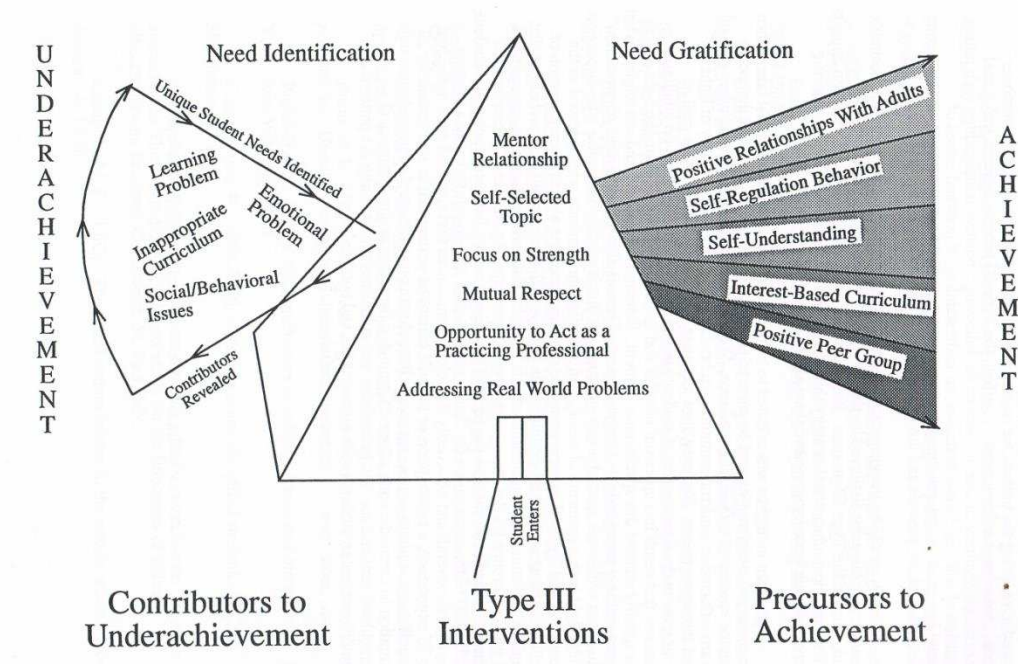 UNDERACHIEVEMENT
Need Identification
Unique Student Needs Identified
Learning
Problem
Emotional
Problem
Inappropriate
Curriculum
Social/Behavioral
Issues
Contributors
Revealed
Mentor
Relationship
Self-Selected
Topic
Focus on Strength
Mutual Respect
Opportunity to Act as a
Practicing Professional
Addressing Real World Problems
Student
Enters
Need Gratification
Positive Relationships With Adults
Self-Regulation Behavior
Self-Understanding
Interest-Based Curriculum
Positive Peer Group
ACHIEVEMENT
Contributors to
Underachievement
Type III
Interventions
Precursors to
Achievement